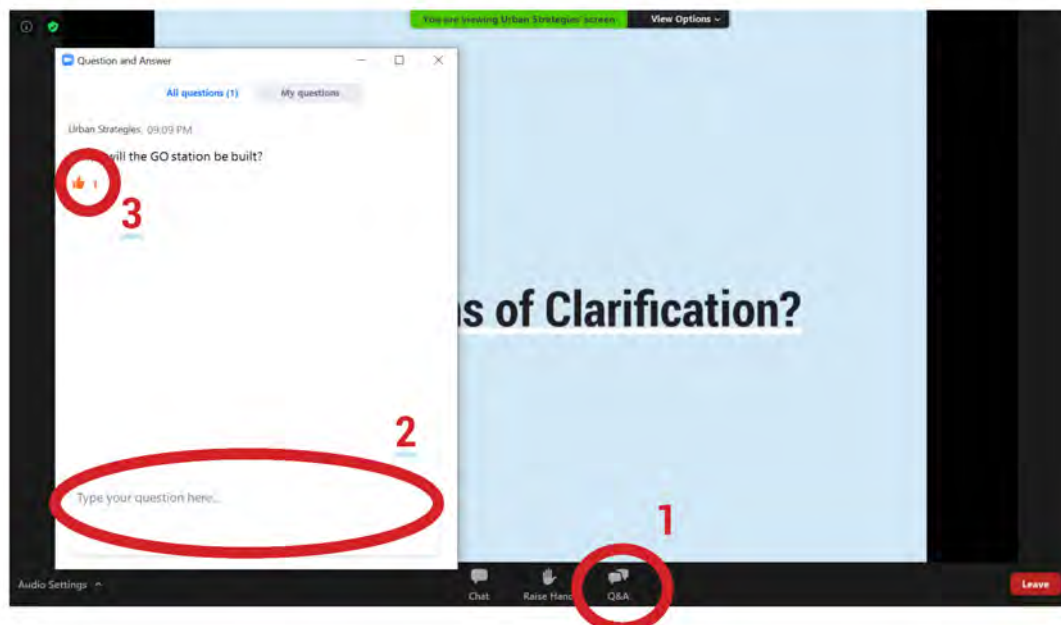 You are viewing Urban Strategies' screen
View Options
Question and Answer
All questions (1)
My questions
Urban Strategies, 09:09 PM
will the GO station be built?
1
3
s of Clarification?
2
Type your question here...
1
Audio Settings
Chat
Raise Hand
Q&A
Leave